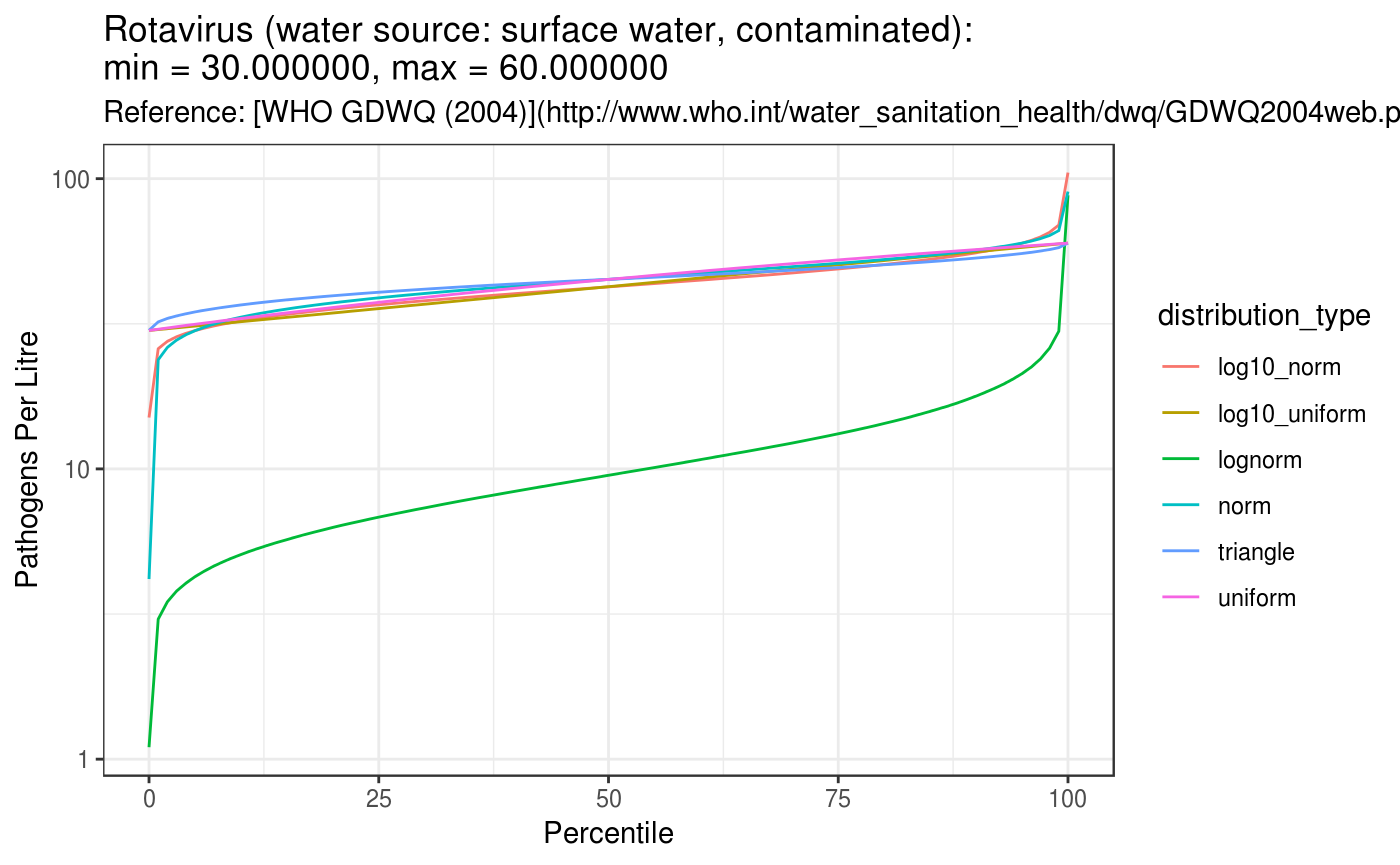 Rotavirus (water source: surface water, contaminated):
min = 30.000000, max = 60.000000
Reference: [WHO GDWQ (2004)](http://www.who.int/water_sanitation_health/dwq/GDWQ2004web.p
Pathogens Per Litre
100
10
1
0 25 50 75 100
Percentile
distribution_type
log10_norm
log10_uniform
lognorm
norm
triangle
uniform